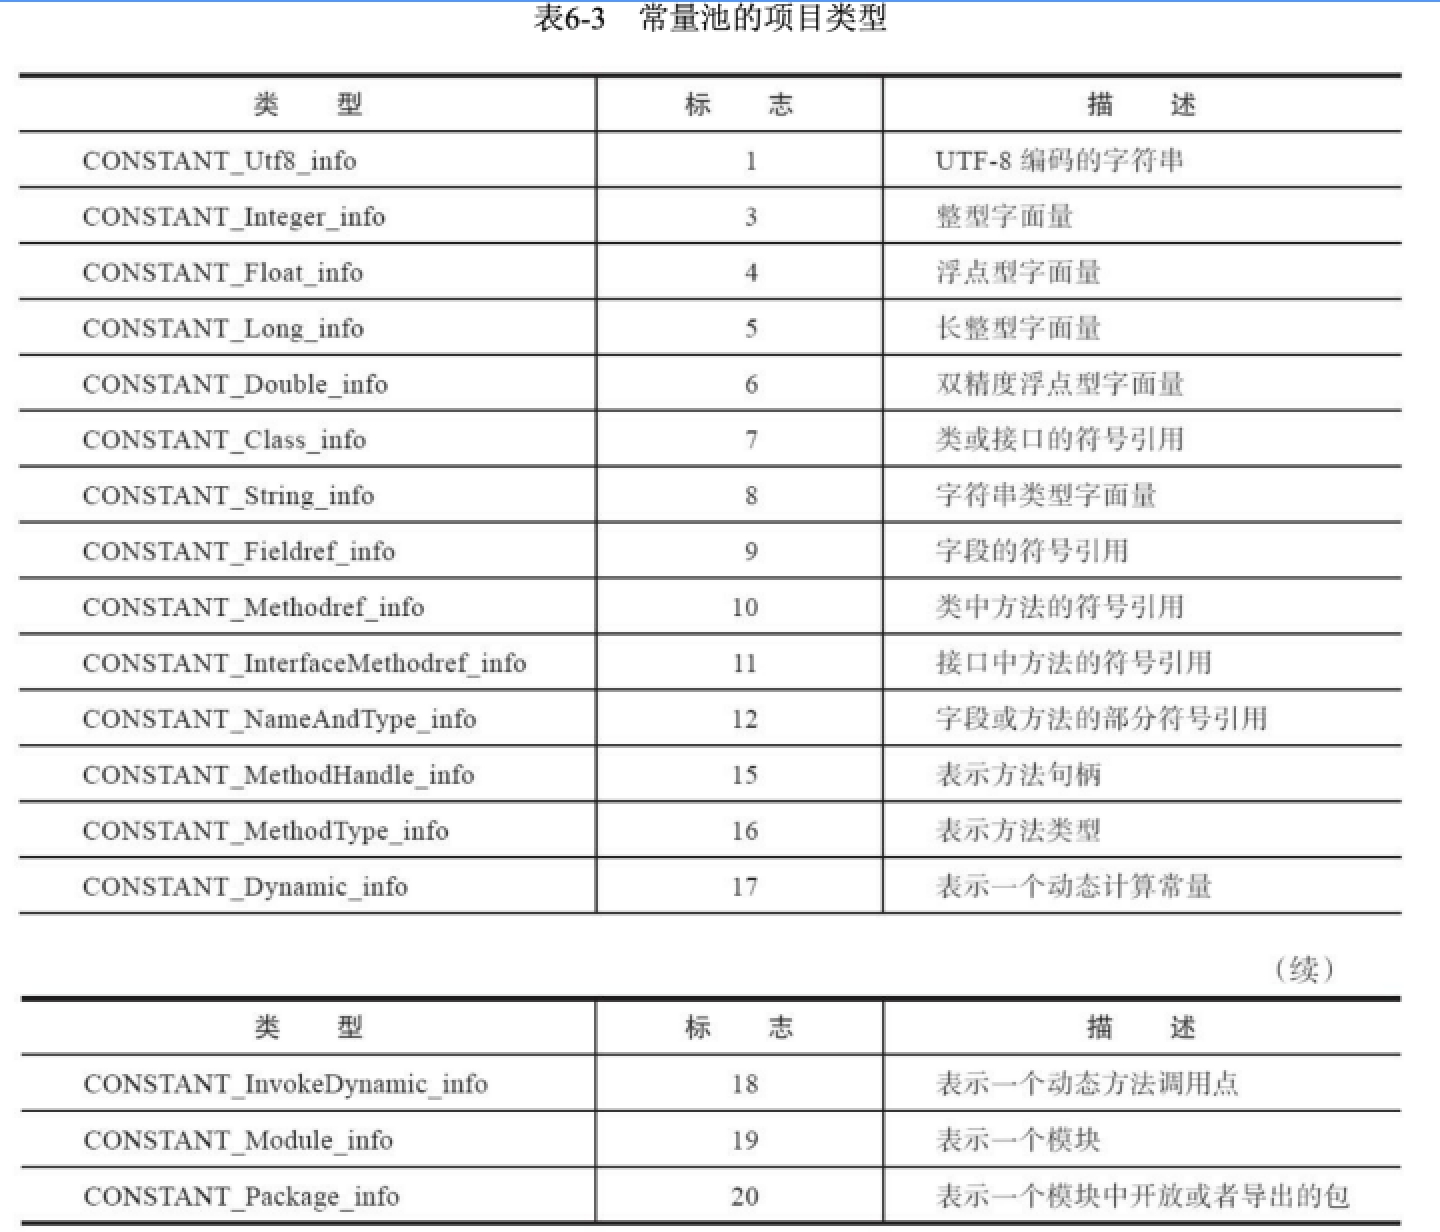 表6-3 常量池的项目类型
类 型 标 志 描 述
CONSTANT_Utf8_info 1 UTF-8 编码的字符串
CONSTANT_Integer_info 3 整型字面量
CONSTANT_Float_info 4 浮点型字面量
CONSTANT_Long_info 5 长整型字面量
CONSTANT_Double_info 6 双精度浮点型字面量
CONSTANT_Class_info 7 类或接口的符号引用
CONSTANT_String_info 8 字符串类型字面量
CONSTANT_Fieldref_info 9 字段的符号引用
CONSTANT_Methodref_info 10 类中方法的符号引用
CONSTANT_InterfaceMethodref_info 11 接口中方法的符号引用
CONSTANT_NameAndType_info 12 字段或方法的部分符号引用
CONSTANT_MethodHandle_info 15 表示方法句柄
CONSTANT_MethodType_info 16 表示方法类型
CONSTANT_Dynamic_info 17 表示一个动态计算常量
（续）
类 型 标 志 描 述
CONSTANT_InvokeDynamic_info 18 表示一个动态方法调用点
CONSTANT_Module_info 19 表示一个模块
CONSTANT_Package_info 20 表示一个模块中开放或者导出的包